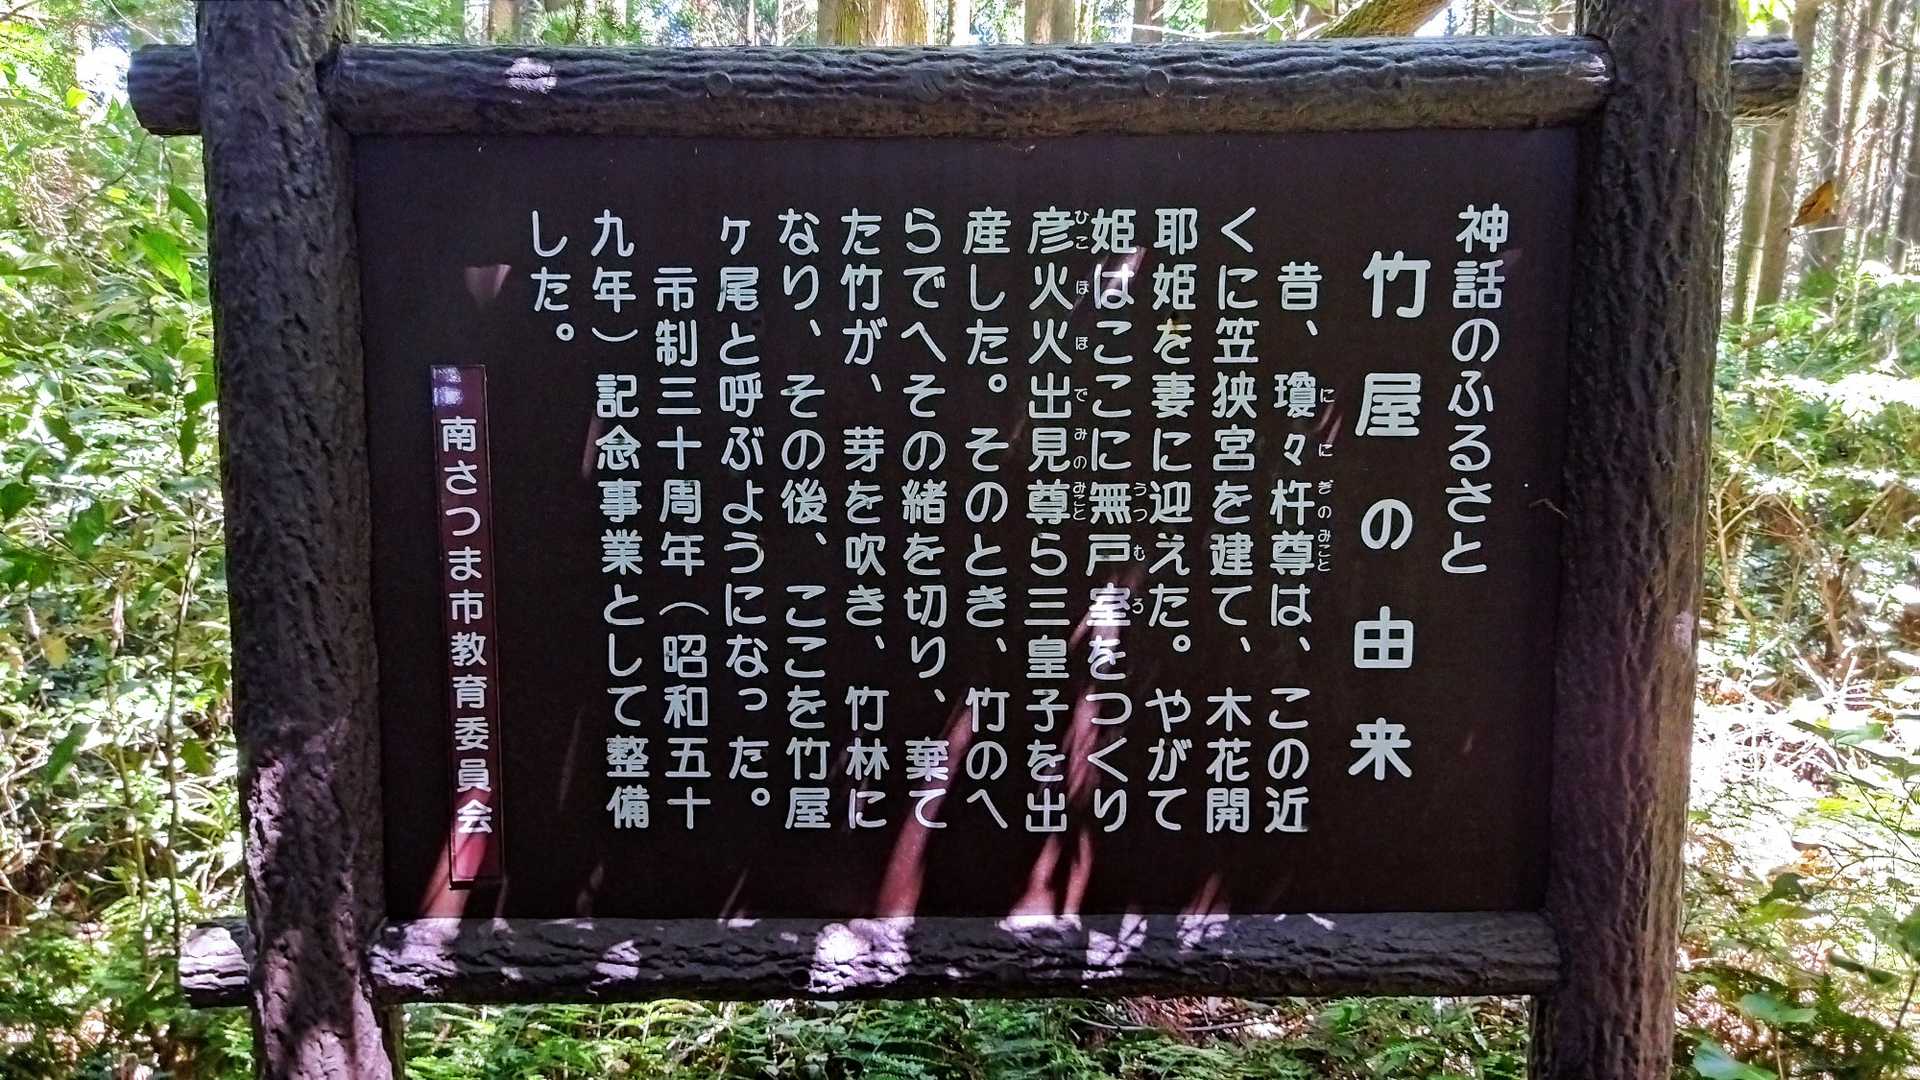 神話のふるさと
竹屋の由来
昔、瓊々杵尊は、この近
くに笠狭宮を建て、木花開
耶姫を妻に迎えた。やがて
姫はここに無戸室をつくり
彦火火出見尊ら三皇子を出
産した。そのとき、竹のへ
らでへその緒を切り、棄て
た竹が、芽を吹き、竹林に
なり、その後、ここを竹屋
ヶ尾と呼ぶようになった。
市制三十周年（昭和五十
九年）記念事業として整備
した。
南さつま市教育委員会